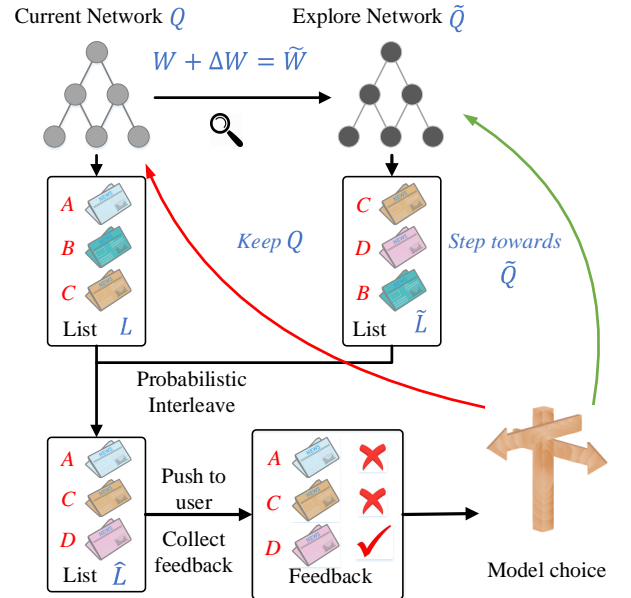 Current Network Q
Explore Network Q̃
W + ΔW = W̃
A
B
C
List L
C
D
B
List L̃
Keep Q
Step towards
Q̃
Probabilistic
Interleave
A
C
D
List L̂
Push to
user
Collect
feedback
A
C
D
Feedback
Model choice